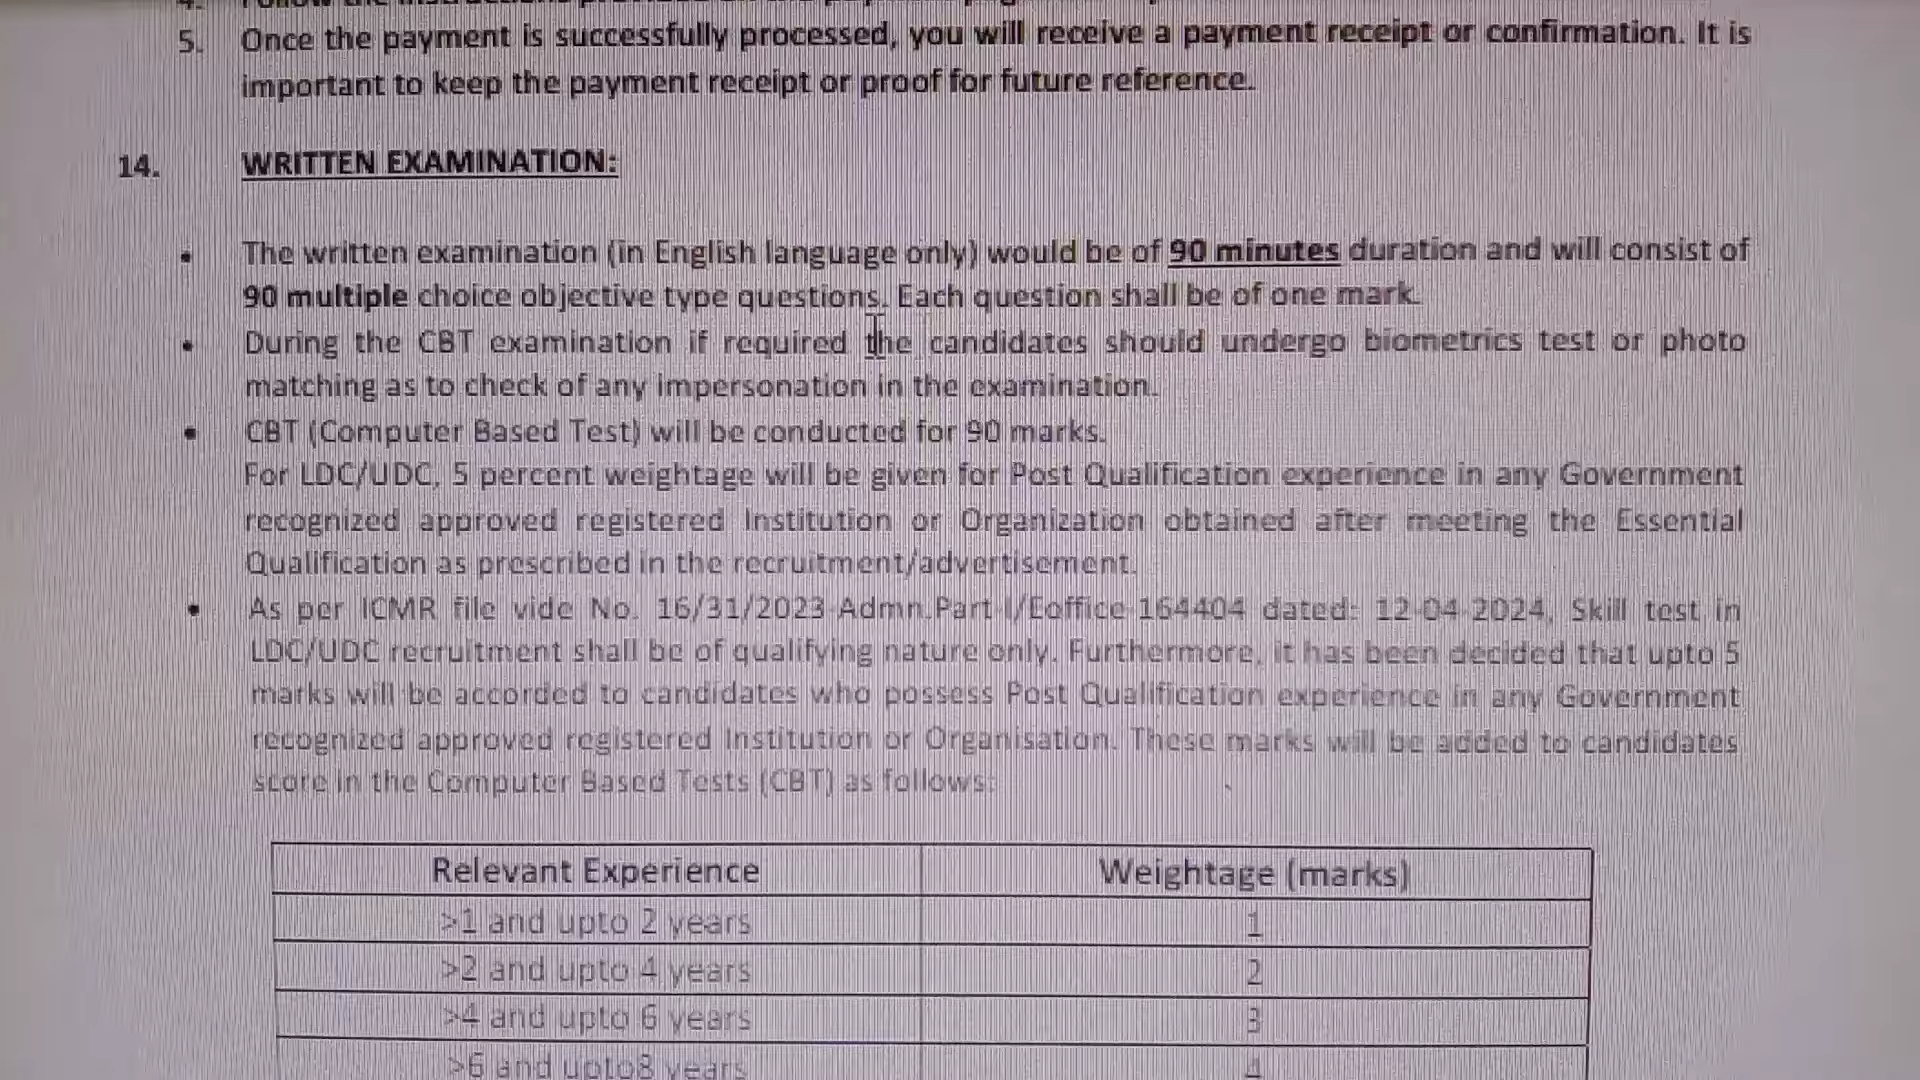 5. Once the payment is successfully processed, you will receive a payment receipt or confirmation. It is
important to keep the payment receipt or proof for future reference.
14. WRITTEN EXAMINATION:
• The written examination (in English language only) would be of 90 minutes duration and will consist of
90 multiple choice objective type questions. Each question shall be of one mark.
• During the CBT examination if required the candidates should undergo biometrics test or photo
matching as to check of any impersonation in the examination.
• CBT (Computer Based Test) will be conducted for 90 marks.
For LDC/UDC, 5 percent weightage will be given for Post Qualification experience in any Government
recognized approved registered Institution or Organization obtained after meeting the Essential
Qualification as prescribed in the recruitment/advertisement.
• As per ICMR file vide No. 16/31/2023-Admn.Part I/Eoffice-164404 dated: 12-04-2024, Skill test in
LDC/UDC recruitment shall be of qualifying nature only. Furthermore, it has been decided that upto 5
marks will be accorded to candidates who possess Post Qualification experience in any Government
recognized approved registered Institution or Organisation. These marks will be added to candidates
score in the Computer Based Tests (CBT) as follows:
Relevant Experience Weightage (marks)
>1 and upto 2 years 1
>2 and upto 4 years 2
>4 and upto 6 years 3
>6 and upto8 years 4